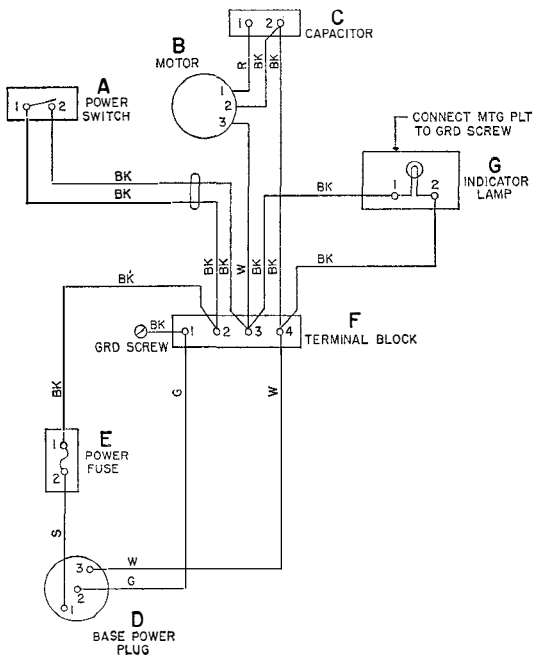 C
1 2
CAPACITOR
B
MOTOR
R
BK
BK
1
2
3
A
1 2
POWER
SWITCH
CONNECT MTG PLT
TO GRD SCREW
1 2
G
INDICATOR
LAMP
BK
BK
BK
BK
BK
BK
W
BK
BK
BK
F
BK
1 2 3 4
TERMINAL BLOCK
GRD SCREW
BK
G
W
E
1
POWER
FUSE
2
S
3
W
2
G
1
D
BASE POWER
PLUG